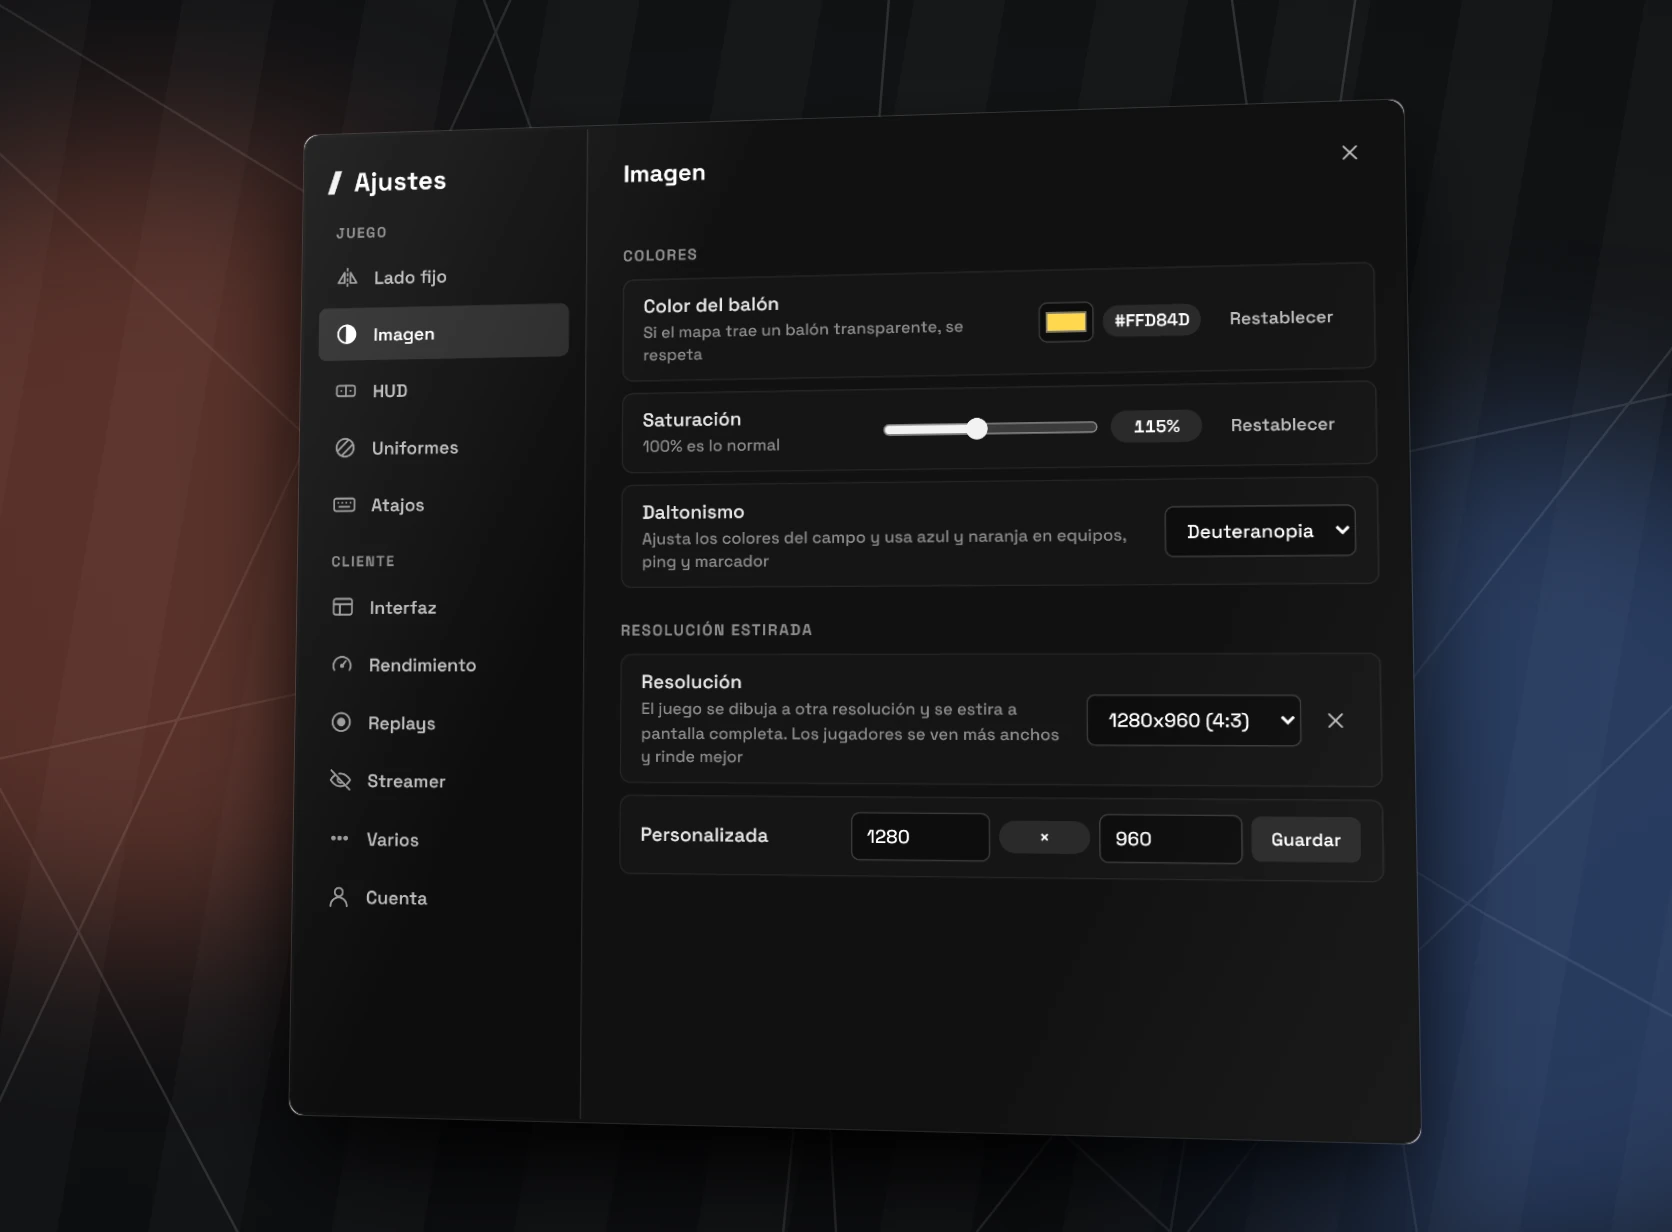 Ajustes
JUEGO
Lado fijo
Imagen
HUD
Uniformes
Atajos
CLIENTE
Interfaz
Rendimiento
Replays
Streamer
Varios
Cuenta
Imagen
COLORES
Color del balón
Si el mapa trae un balón transparente, se
respeta
#FFD84D
Restablecer
Saturación
100% es lo normal
115%
Restablecer
Daltonismo
Ajusta los colores del campo y usa azul y naranja en equipos,
ping y marcador
Deuteranopia
RESOLUCIÓN ESTIRADA
Resolución
El juego se dibuja a otra resolución y se estira a
pantalla completa. Los jugadores se ven más anchos
y rinde mejor
1280x960 (4:3)
Personalizada
1280
×
960
Guardar